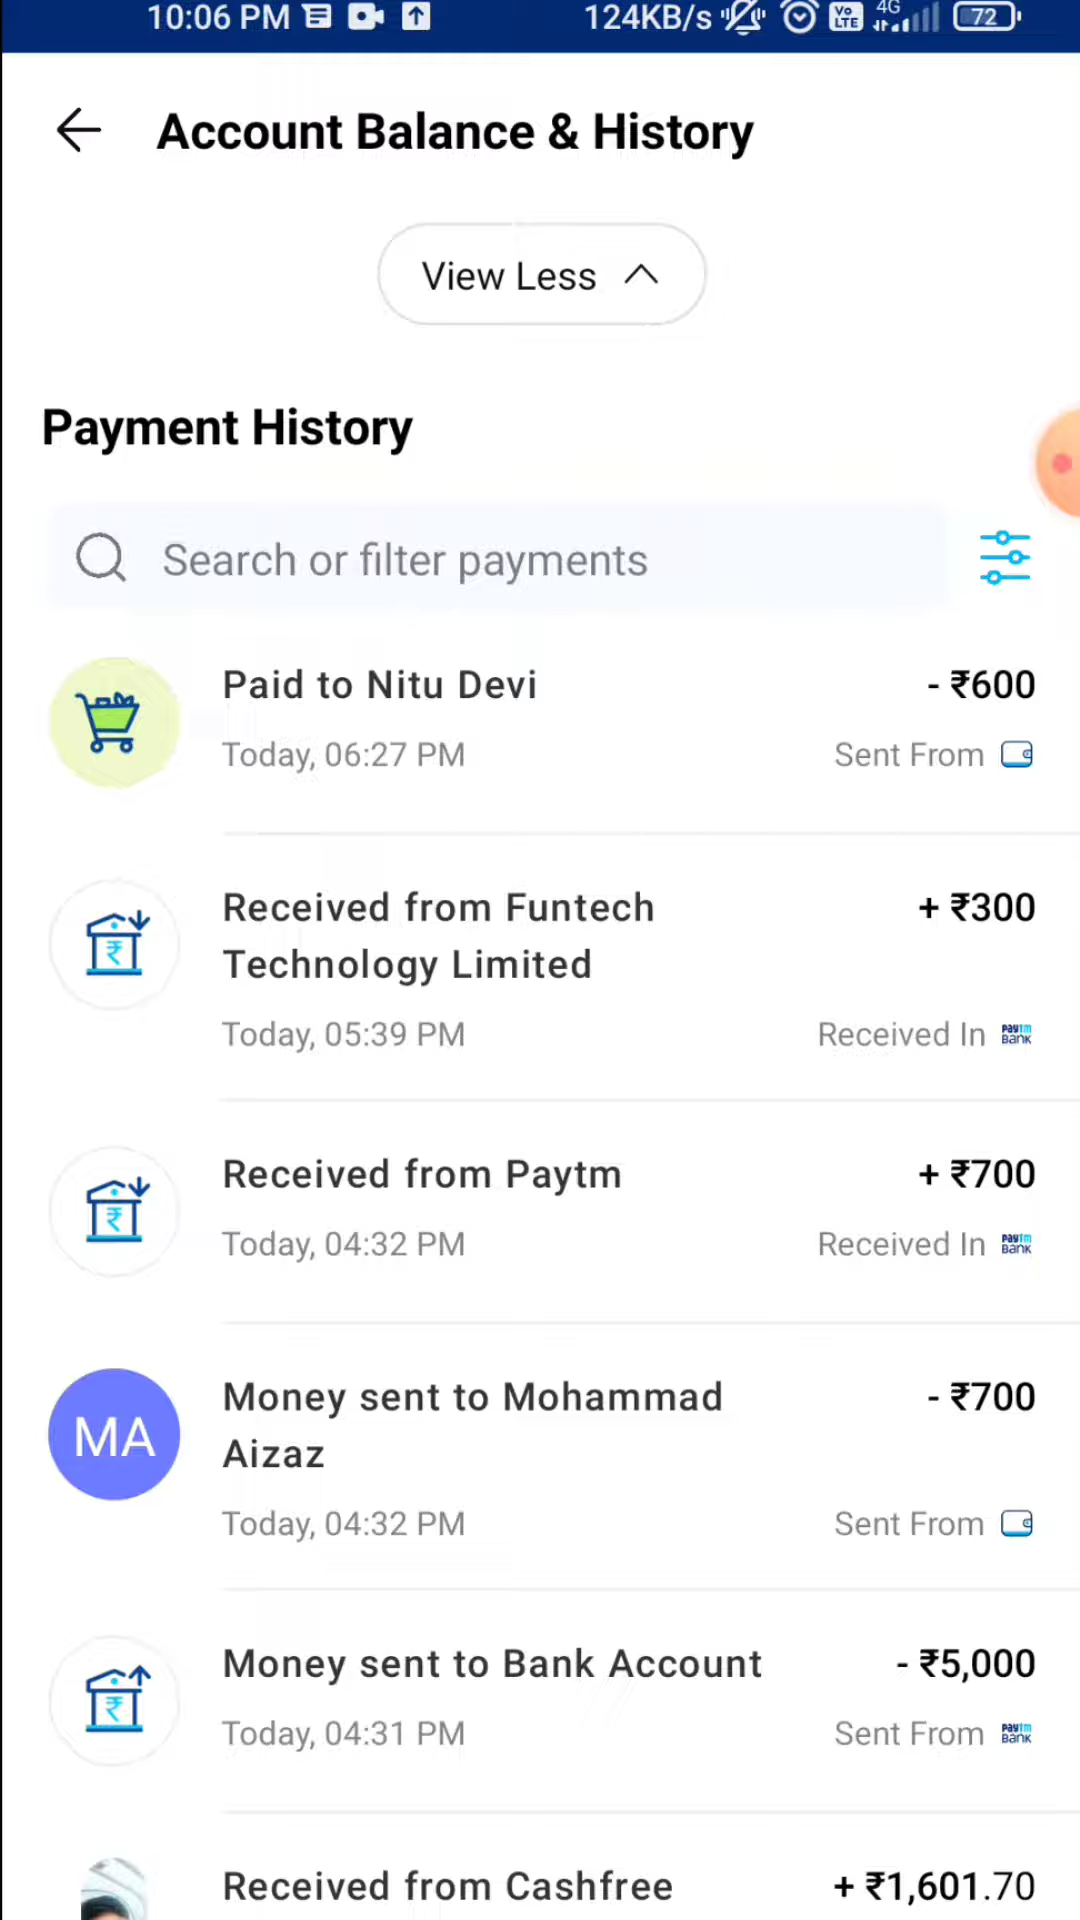 10:06 PM 124KB/s Vo LTE 4G 72
Account Balance & History
View Less
Payment History
Search or filter payments
Paid to Nitu Devi - ₹600
Today, 06:27 PM Sent From
Received from Funtech + ₹300
Technology Limited
Today, 05:39 PM Received In paytm Bank
Received from Paytm + ₹700
Today, 04:32 PM Received In paytm Bank
MA Money sent to Mohammad - ₹700
Aizaz
Today, 04:32 PM Sent From
Money sent to Bank Account - ₹5,000
Today, 04:31 PM Sent From paytm Bank
Received from Cashfree + ₹1,601.70